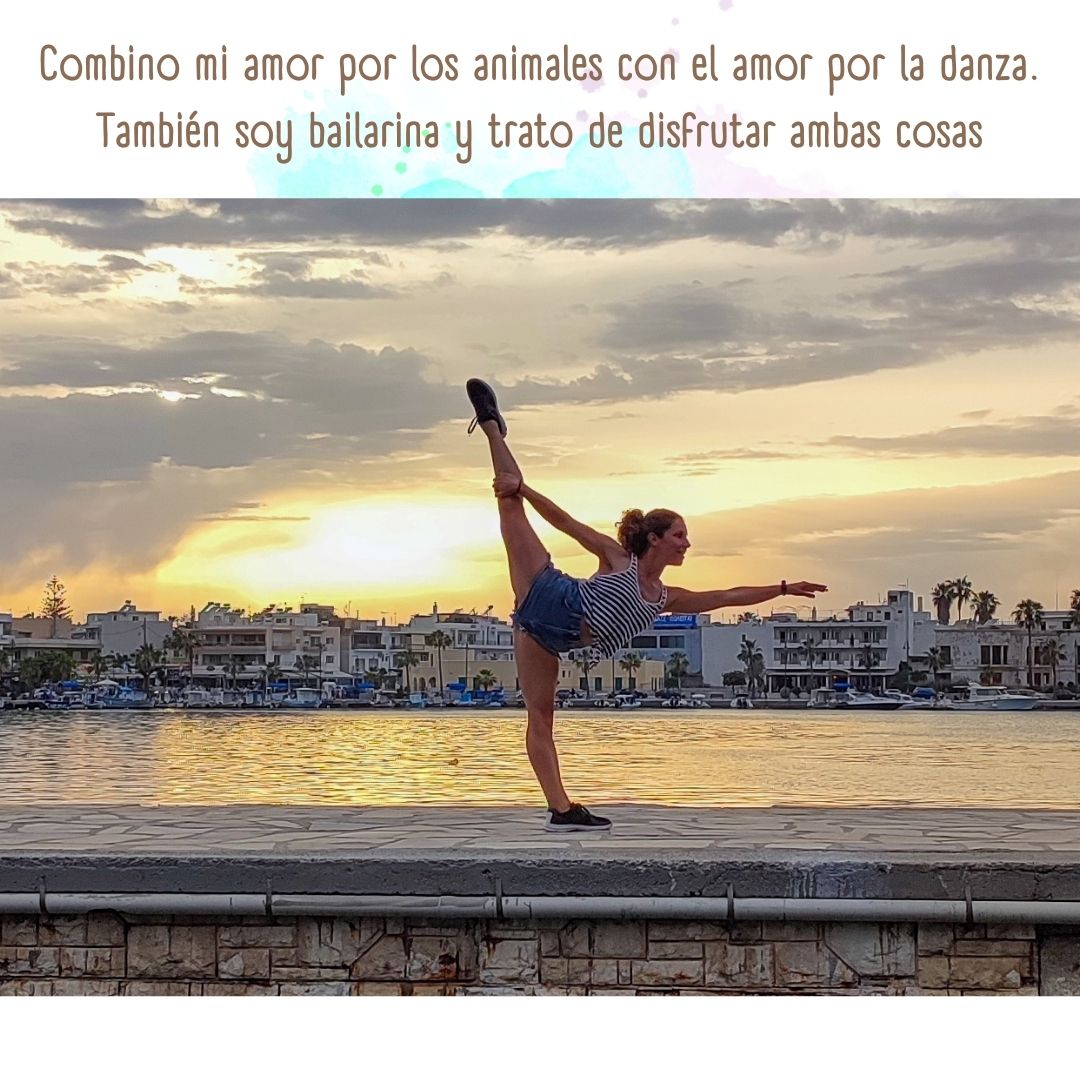 Combino mi amor por los animales con el amor por la danza.
También soy bailarina y trato de disfrutar ambas cosas